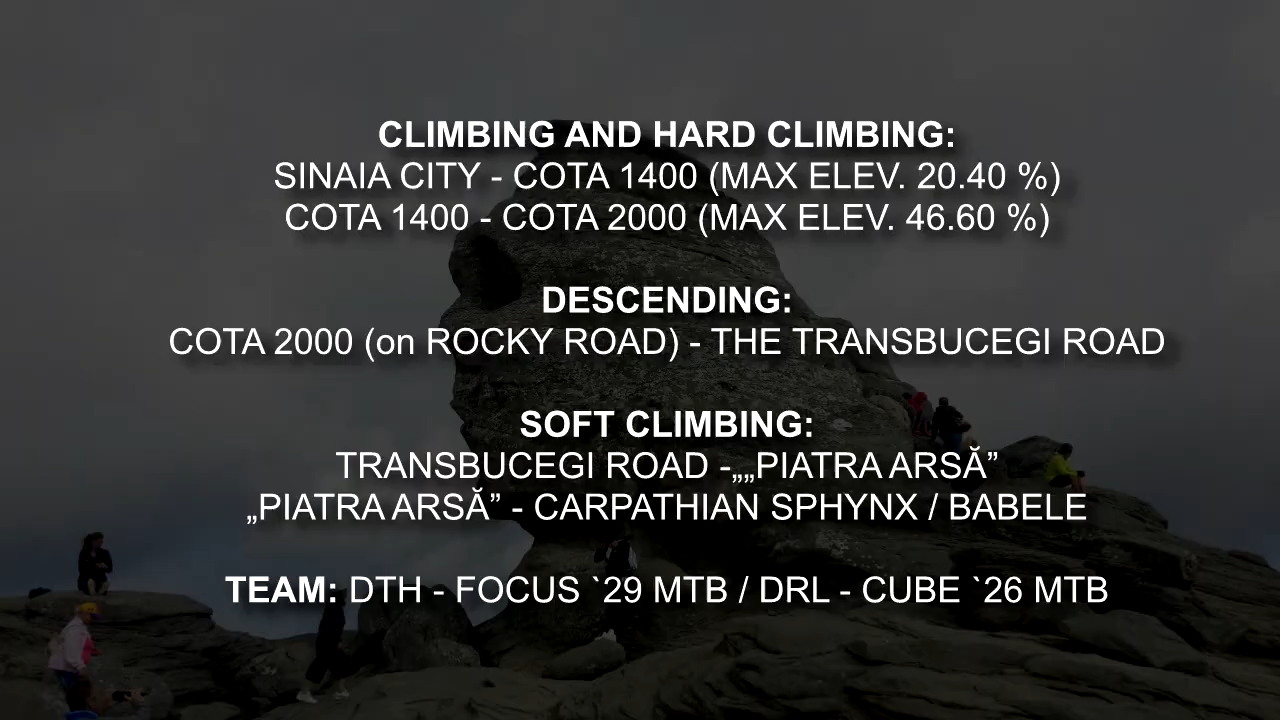 CLIMBING AND HARD CLIMBING:
SINAIA CITY - COTA 1400 (MAX ELEV. 20.40 %)
COTA 1400 - COTA 2000 (MAX ELEV. 46.60 %)
DESCENDING:
COTA 2000 (on ROCKY ROAD) - THE TRANSBUCEGI ROAD
SOFT CLIMBING:
TRANSBUCEGI ROAD -„„PIATRA ARSĂ”
„PIATRA ARSĂ” - CARPATHIAN SPHYNX / BABELE
TEAM: DTH - FOCUS `29 MTB / DRL - CUBE `26 MTB